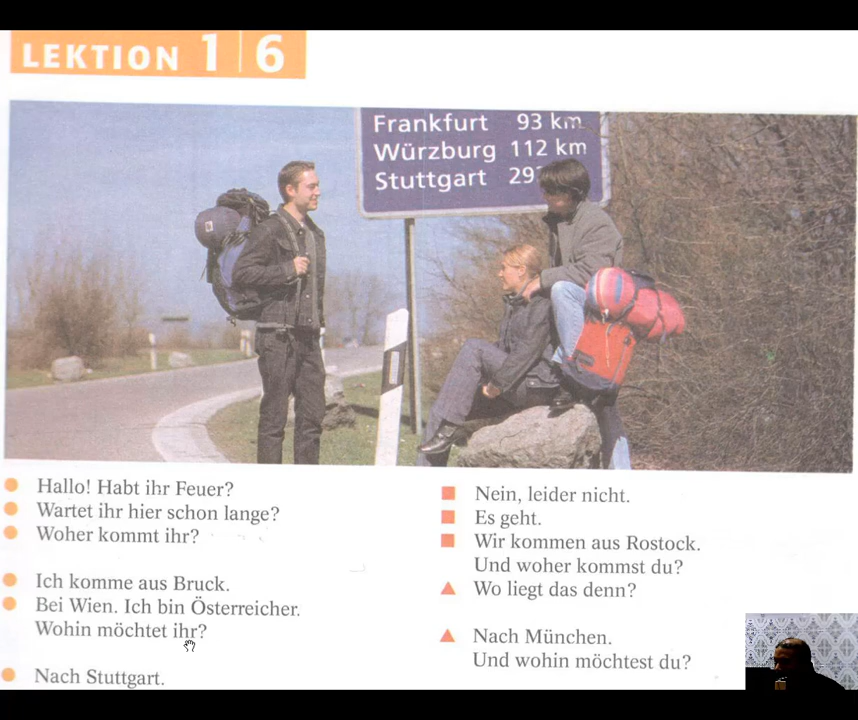 LEKTION 1 | 6
Frankfurt 93 km
Würzburg 112 km
Stuttgart 29
Hallo! Habt ihr Feuer?
Wartet ihr hier schon lange?
Woher kommt ihr?
Ich komme aus Bruck.
Bei Wien. Ich bin Österreicher.
Wohin möchtet ihr?
Nach Stuttgart.
Nein, leider nicht.
Es geht.
Wir kommen aus Rostock.
Und woher kommst du?
Wo liegt das denn?
Nach München.
Und wohin möchtest du?